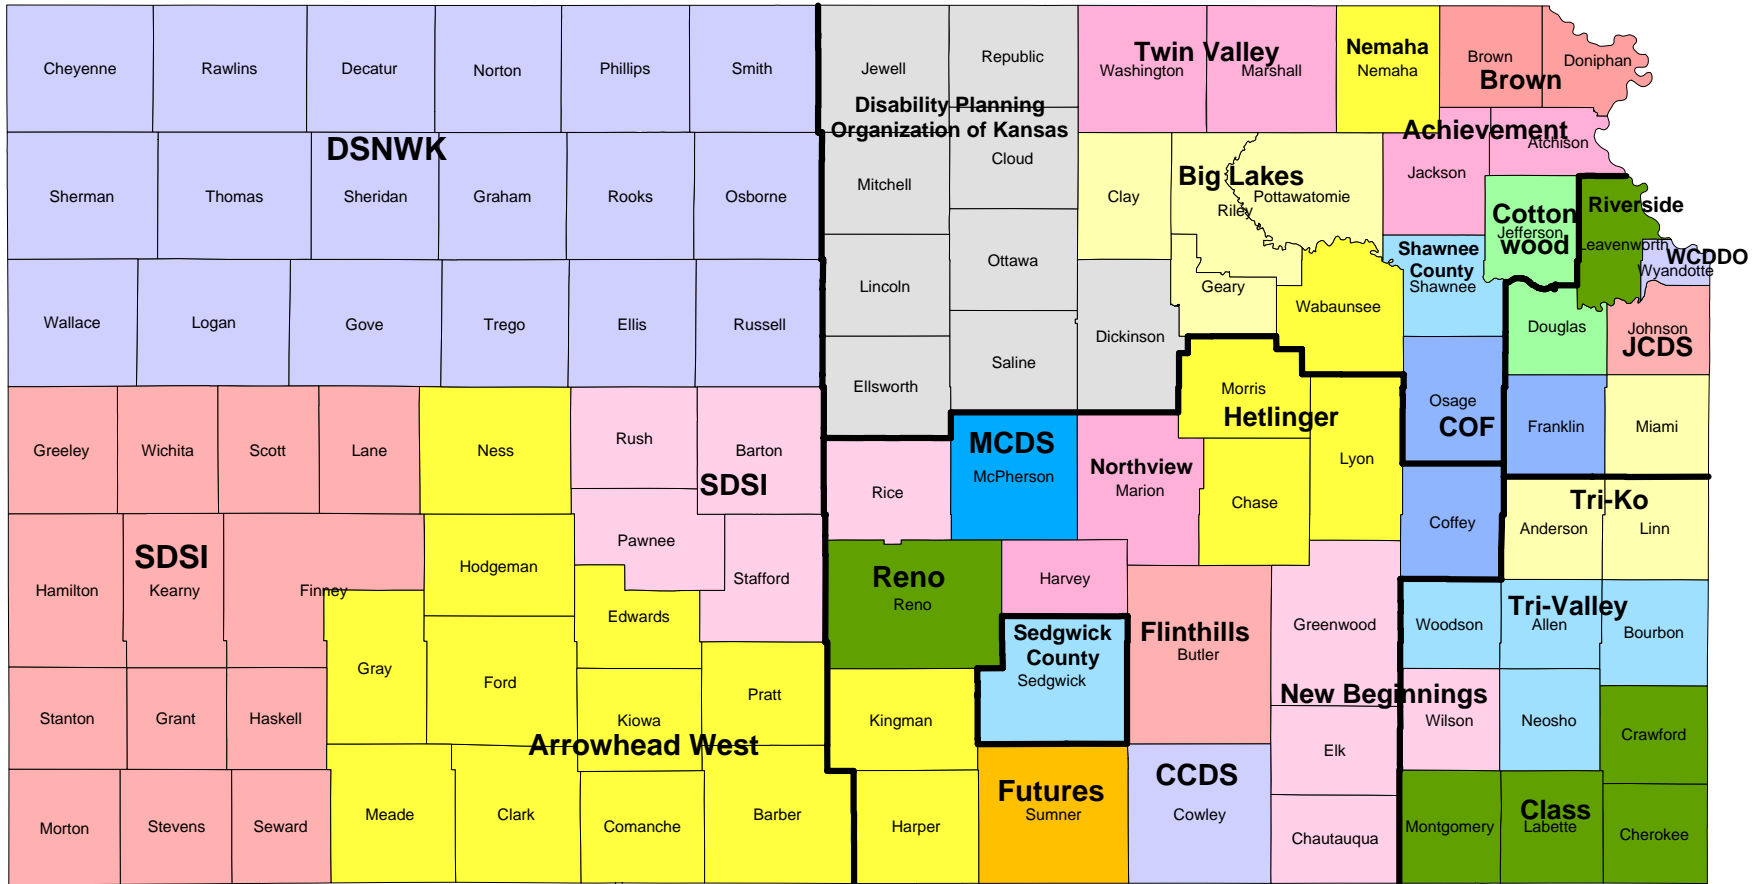 Cheyenne
Rawlins
Decatur
Norton
Phillips
Smith
Jewell
Republic
Twin Valley
Washington
Marshall
Nemaha
Nemaha
Brown
Brown
Doniphan
Disability Planning
Organization of Kansas
Achievement
Atchison
DSNWK
Mitchell
Cloud
Clay
Big Lakes
Pottawatomie
Riley
Jackson
Sherman
Thomas
Sheridan
Graham
Rooks
Osborne
Cotton
wood
Jefferson
Riverside
Leavenworth
WCDDO
Wyandotte
Shawnee
County
Shawnee
Ottawa
Lincoln
Geary
Wabaunsee
Wallace
Logan
Gove
Trego
Ellis
Russell
Dickinson
Douglas
Johnson
JCDS
Saline
Ellsworth
Morris
Hetlinger
Osage
COF
Franklin
Miami
Greeley
Wichita
Scott
Lane
Ness
Rush
Barton
SDSI
MCDS
McPherson
Northview
Marion
Lyon
Rice
Chase
Tri-Ko
Anderson
Linn
Coffey
SDSI
Hamilton
Kearny
Finney
Hodgeman
Pawnee
Stafford
Reno
Reno
Harvey
Edwards
Flinthills
Butler
Greenwood
Tri-Valley
Woodson
Allen
Bourbon
Sedgwick
County
Sedgwick
Gray
Ford
Pratt
Kiowa
Arrowhead West
Kingman
New Beginnings
Wilson
Neosho
Crawford
Stanton
Grant
Haskell
Elk
CCDS
Cowley
Futures
Sumner
Class
Morton
Stevens
Seward
Meade
Clark
Comanche
Barber
Harper
Chautauqua
Montgomery
Labette
Cherokee